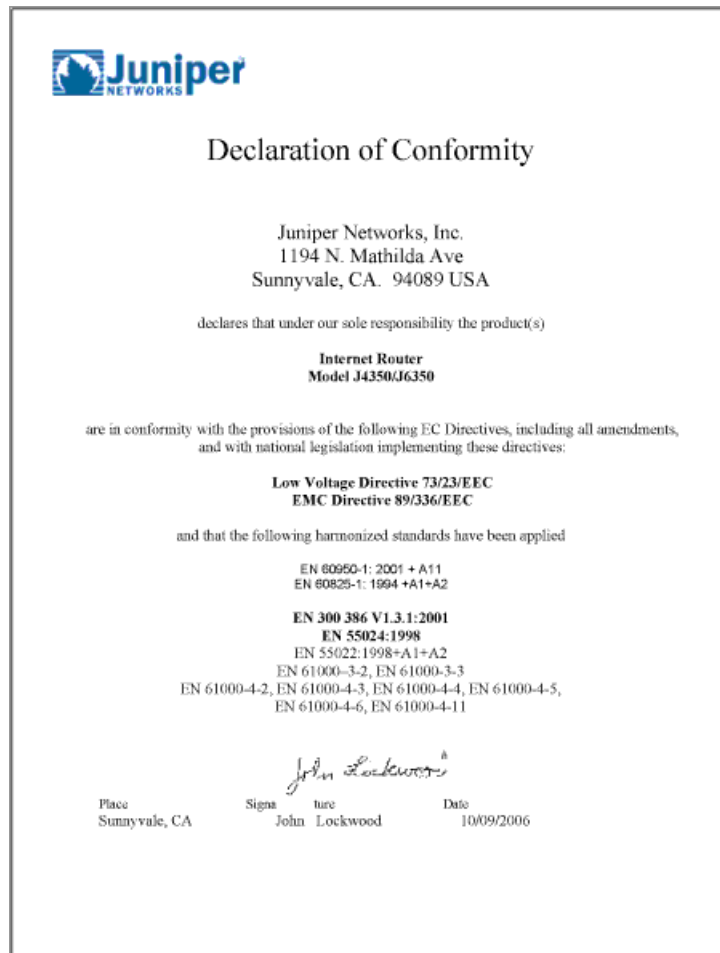 Juniper
NETWORKS
Declaration of Conformity
Juniper Networks, Inc.
1194 N. Mathilda Ave
Sunnyvale, CA. 94089 USA
declares that under our sole responsibility the product(s)
Internet Router
Model J4350/J6350
are in conformity with the provisions of the following EC Directives, including all amendments,
and with national legislation implementing these directives:
Low Voltage Directive 73/23/EEC
EMC Directive 89/336/EEC
and that the following harmonized standards have been applied
EN 60950-1: 2001 + A11
EN 60825-1: 1994 +A1+A2
EN 300 386 V1.3.1:2001
EN 55024:1998
EN 55022:1998+A1+A2
EN 61000–3-2, EN 61000-3-3
EN 61000-4-2, EN 61000-4-3, EN 61000-4-4, EN 61000-4-5,
EN 61000-4-6, EN 61000-4-11
John Lockwood
Place Signa ture Date
Sunnyvale, CA John Lockwood 10/09/2006